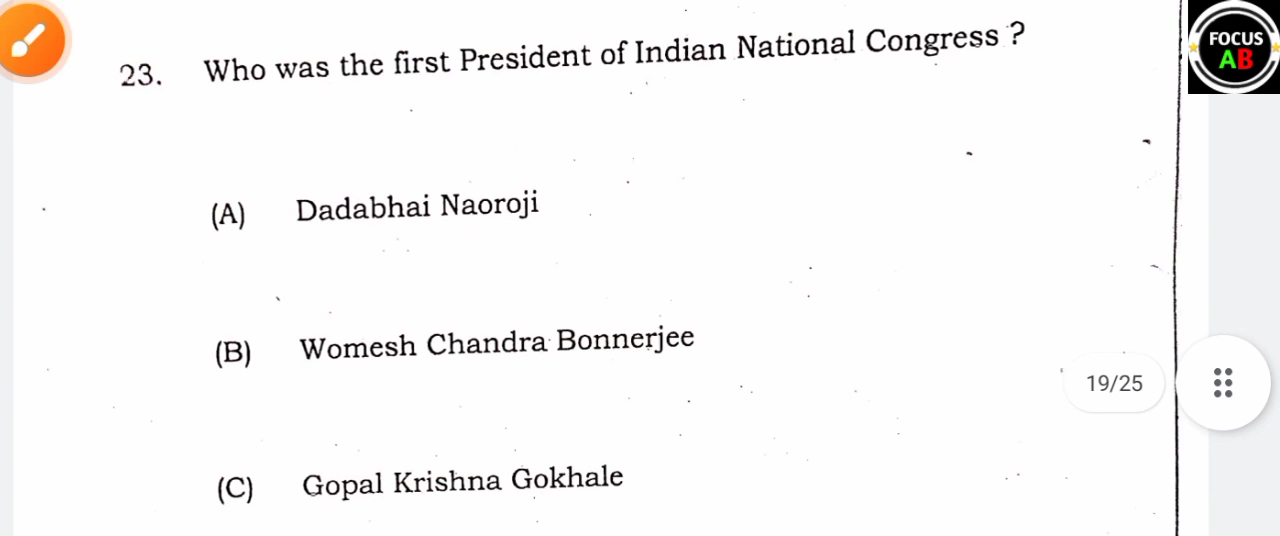 FOCUS
AB
23. Who was the first President of Indian National Congress ?
(A) Dadabhai Naoroji
(B) Womesh Chandra Bonnerjee
19/25
(C) Gopal Krishna Gokhale